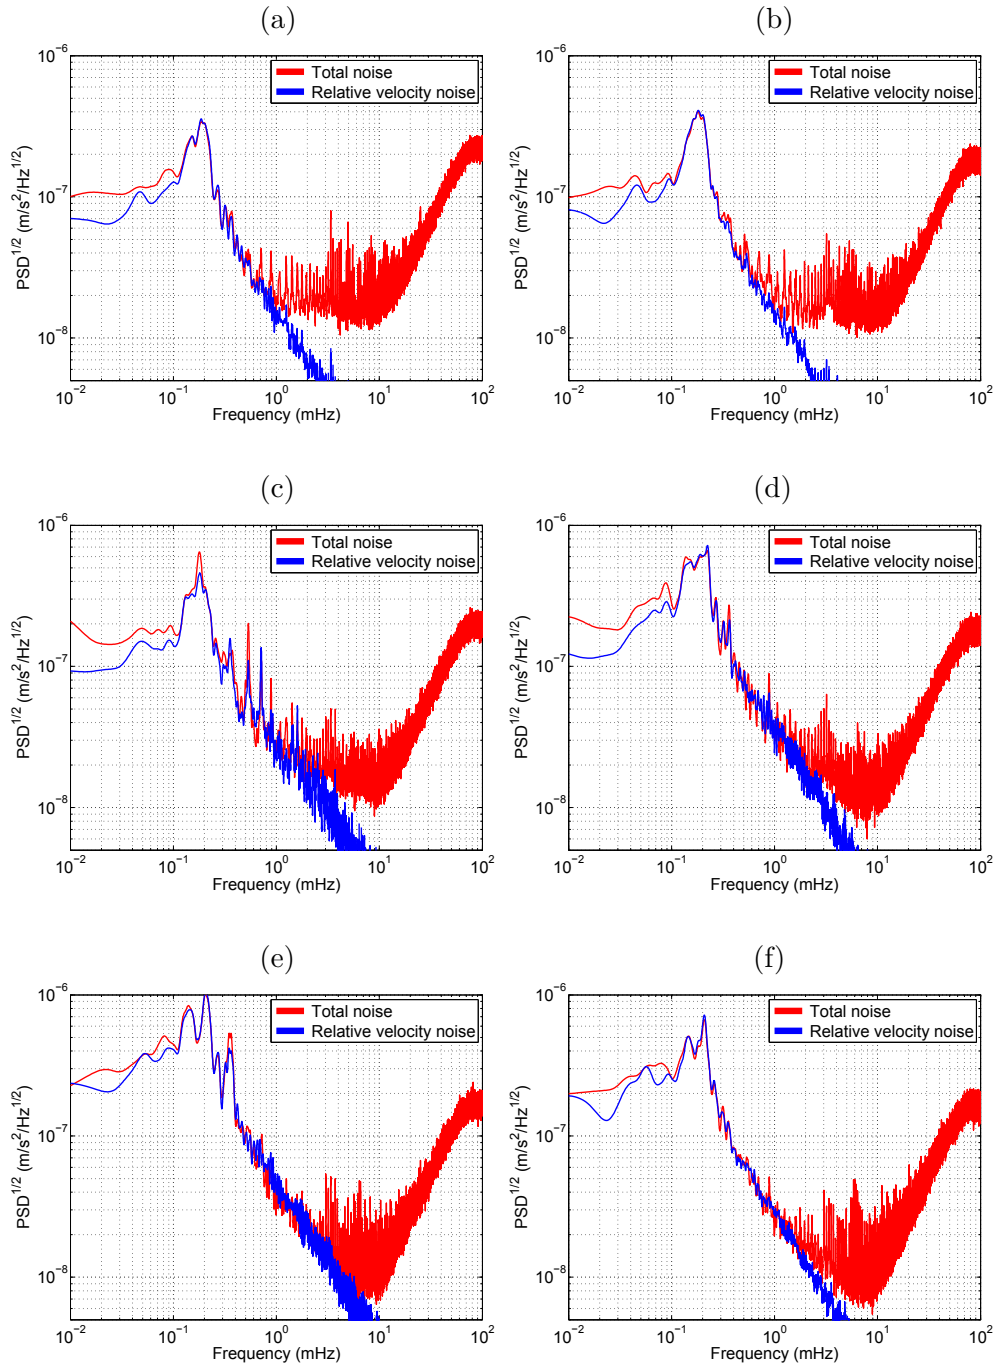 (a)
10^-6
10^-7
10^-8
PSD^1/2 (m/s^2/Hz^1/2)
Total noise
Relative velocity noise
10^-2 10^-1 10^0 10^1 10^2
Frequency (mHz)
(b)
10^-6
10^-7
10^-8
PSD^1/2 (m/s^2/Hz^1/2)
Total noise
Relative velocity noise
10^-2 10^-1 10^0 10^1 10^2
Frequency (mHz)
(c)
10^-6
10^-7
10^-8
PSD^1/2 (m/s^2/Hz^1/2)
Total noise
Relative velocity noise
10^-2 10^-1 10^0 10^1 10^2
Frequency (mHz)
(d)
10^-6
10^-7
10^-8
PSD^1/2 (m/s^2/Hz^1/2)
Total noise
Relative velocity noise
10^-2 10^-1 10^0 10^1 10^2
Frequency (mHz)
(e)
10^-6
10^-7
10^-8
PSD^1/2 (m/s^2/Hz^1/2)
Total noise
Relative velocity noise
10^-2 10^-1 10^0 10^1 10^2
Frequency (mHz)
(f)
10^-6
10^-7
10^-8
PSD^1/2 (m/s^2/Hz^1/2)
Total noise
Relative velocity noise
10^-2 10^-1 10^0 10^1 10^2
Frequency (mHz)